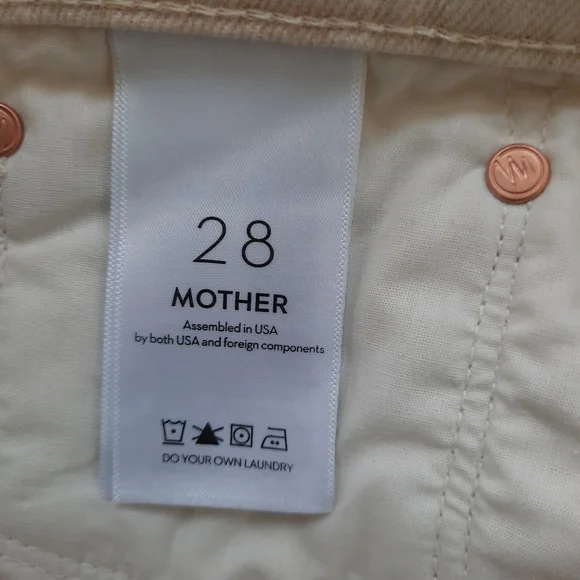 28
MOTHER
Assembled in USA
by both USA and foreign components
DO YOUR OWN LAUNDRY